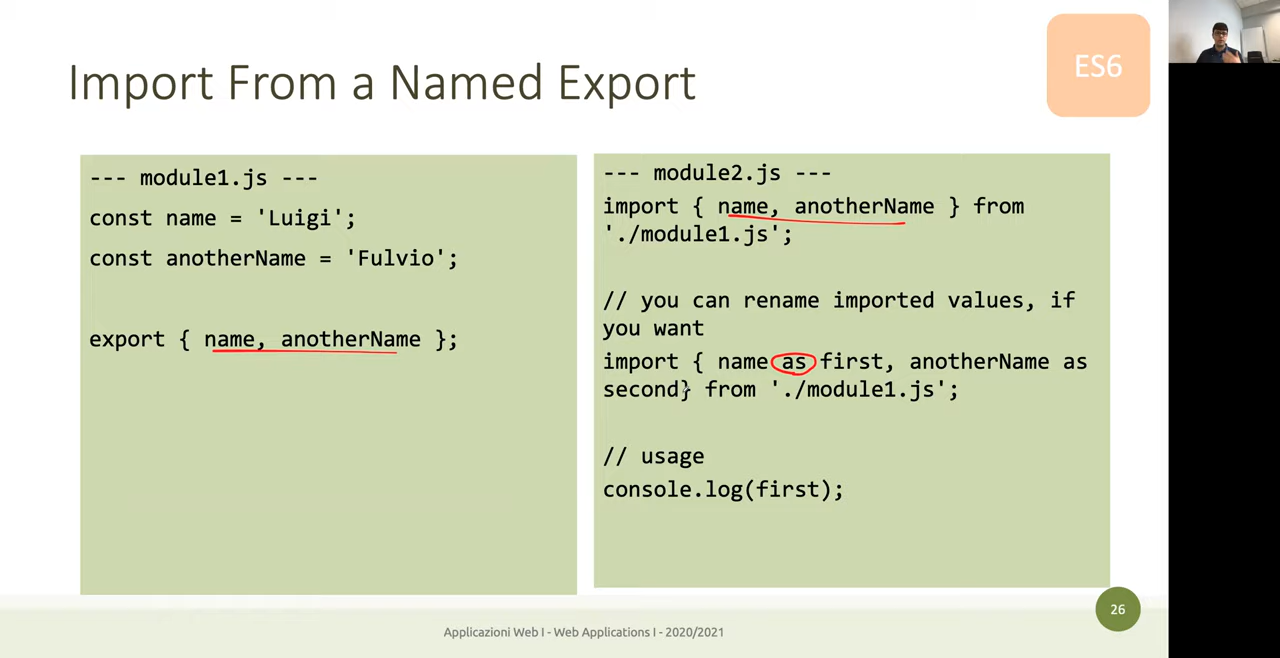 Import From a Named Export
ES6
--- module1.js ---
const name = 'Luigi';
const anotherName = 'Fulvio';
export { name, anotherName };
--- module2.js ---
import { name, anotherName } from
'./module1.js';
// you can rename imported values, if
you want
import { name as first, anotherName as
second} from './module1.js';
// usage
console.log(first);
26
Applicazioni Web I - Web Applications I - 2020/2021